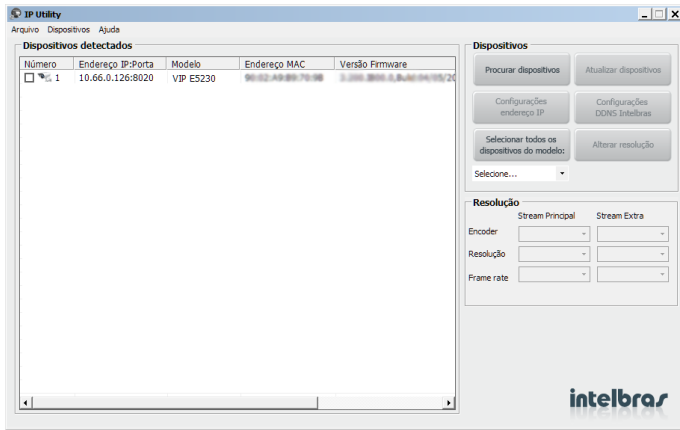 IP Utility
Arquivo Dispositivos Ajuda
Dispositivos detectados
Número Endereço IP:Porta Modelo Endereço MAC Versão Firmware
1 10.66.0.126:8020 VIP E5230
Dispositivos
Procurar dispositivos
Atualizar dispositivos
Configurações endereço IP
Configurações DDNS Intelbras
Selecionar todos os dispositivos do modelo:
Alterar resolução
Selecione...
Resolução
Stream Principal Stream Extra
Encoder
Resolução
Frame rate
intelbras